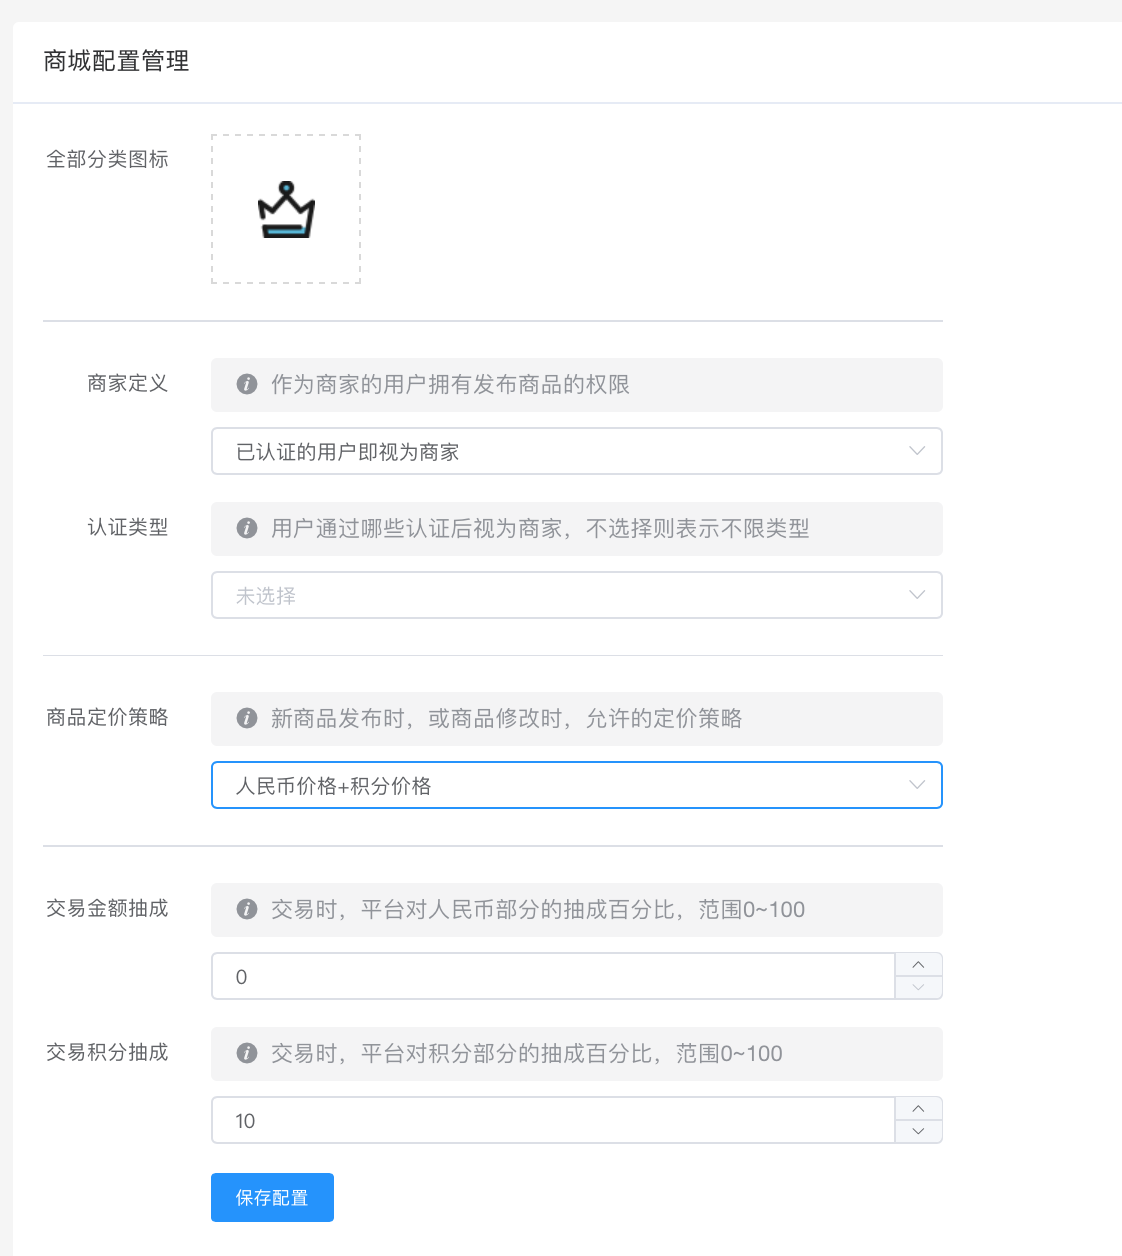 商城配置管理
全部分类图标
商家定义
作为商家的用户拥有发布商品的权限
已认证的用户即视为商家
认证类型
用户通过哪些认证后视为商家，不选择则表示不限类型
未选择
商品定价策略
新商品发布时，或商品修改时，允许的定价策略
人民币价格+积分价格
交易金额抽成
交易时，平台对人民币部分的抽成百分比，范围0~100
0
交易积分抽成
交易时，平台对积分部分的抽成百分比，范围0~100
10
保存配置